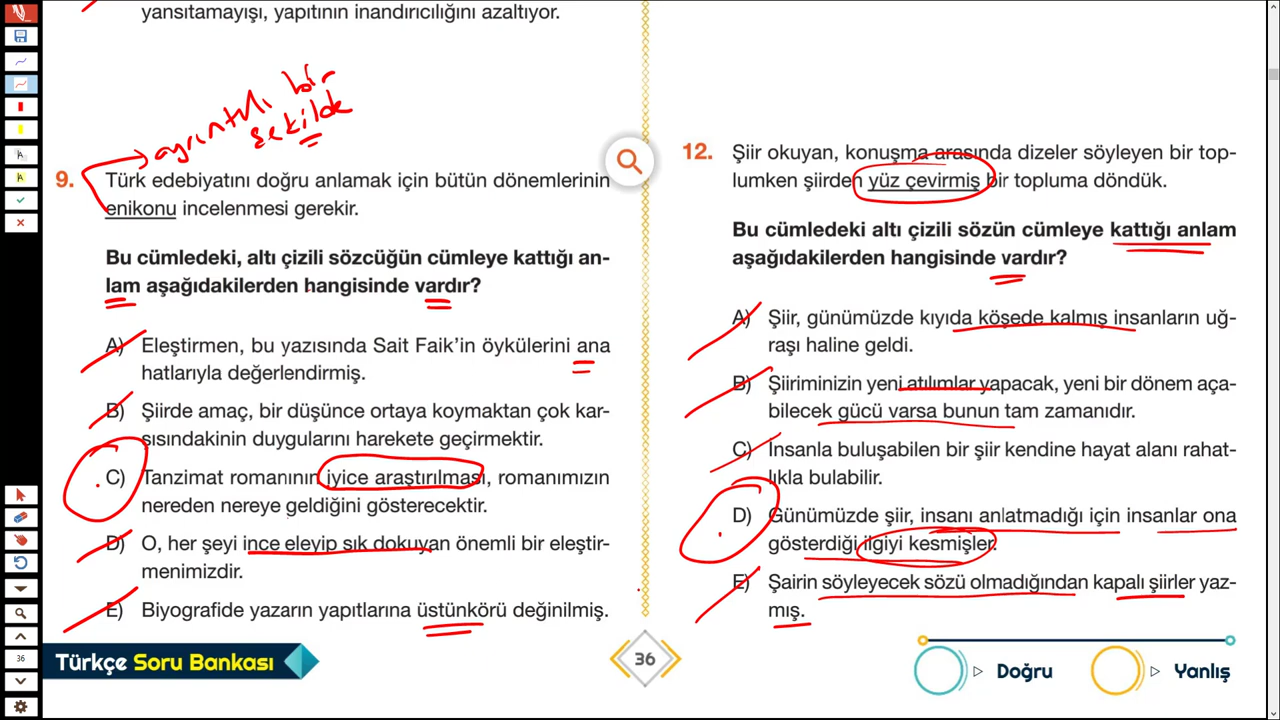 yansıtamayışı, yapıtının inandırıcılığını azaltıyor.
ayrıntılı bir
şekilde
9. Türk edebiyatını doğru anlamak için bütün dönemlerinin
enikonu incelenmesi gerekir.
Bu cümledeki, altı çizili sözcüğün cümleye kattığı an-
lam aşağıdakilerden hangisinde vardır?
A) Eleştirmen, bu yazısında Sait Faik'in öykülerini ana
hatlarıyla değerlendirmiş.
B) Şiirde amaç, bir düşünce ortaya koymaktan çok kar-
şısındakinin duygularını harekete geçirmektir.
C) Tanzimat romanının iyice araştırılması, romanımızın
nereden nereye geldiğini gösterecektir.
D) O, her şeyi ince eleyip sık dokuyan önemli bir eleştir-
menimizdir.
E) Biyografide yazarın yapıtlarına üstünkörü değinilmiş.
12. Şiir okuyan, konuşma arasında dizeler söyleyen bir top-
lumken şiirden yüz çevirmiş bir topluma döndük.
Bu cümledeki altı çizili sözün cümleye kattığı anlam
aşağıdakilerden hangisinde vardır?
A) Şiir, günümüzde kıyıda köşede kalmış insanların uğ-
raşı haline geldi.
B) Şiiriminizin yeni atılımlar yapacak, yeni bir dönem aça-
bilecek gücü varsa bunun tam zamanıdır.
C) İnsanla buluşabilen bir şiir kendine hayat alanı rahat-
lıkla bulabilir.
D) Günümüzde şiir, insanı anlatmadığı için insanlar ona
gösterdiği ilgiyi kesmişler.
E) Şairin söyleyecek sözü olmadığından kapalı şiirler yaz-
mış.
36
Türkçe Soru Bankası
36
Doğru
Yanlış